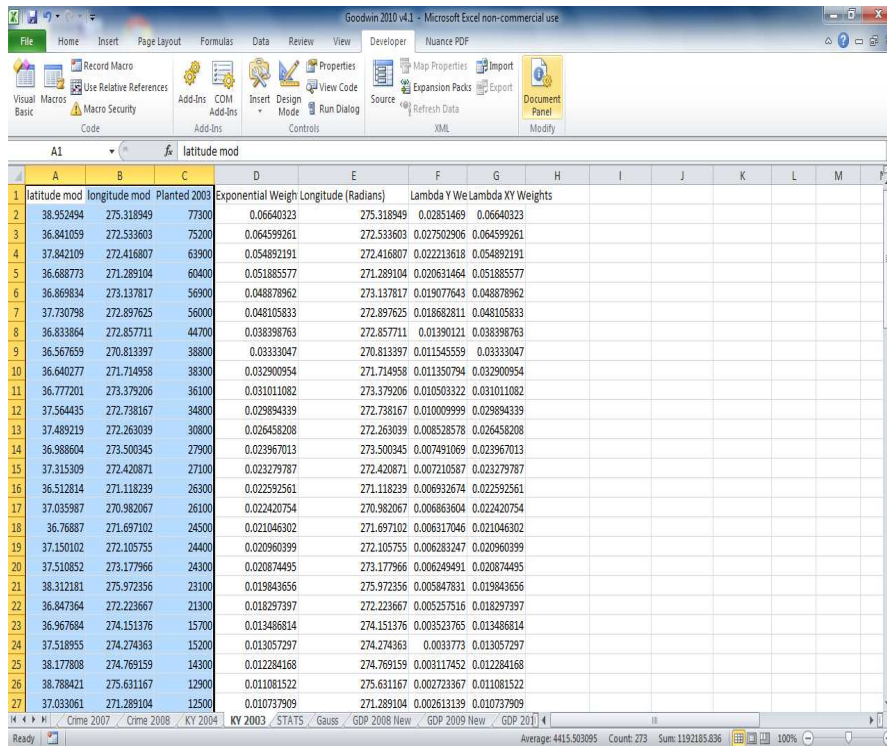 Goodwin 2010 v4.1 - Microsoft Excel non-commercial use
File Home Insert Page Layout Formulas Data Review View Developer Nuance PDF
Visual Basic
Macros
Record Macro
Use Relative References
Macro Security
Code
Add-Ins
COM Add-Ins
Add-Ins
Insert
Design Mode
Properties
View Code
Run Dialog
Controls
Source
Map Properties
Expansion Packs
Refresh Data
Import
Export
XML
Document Panel
Modify
A1 fx latitude mod
A B C D E F G H I J K L M
1 latitude mod longitude mod Planted 2003 Exponential Weigh Longitude (Radians) Lambda Y We Lambda XY Weights
2 38.952494 275.318949 77300 0.06640323 275.318949 0.02851469 0.06640323
3 36.841059 272.533603 75200 0.064599261 272.533603 0.027502906 0.064599261
4 37.842109 272.416807 63900 0.054892191 272.416807 0.022213618 0.054892191
5 36.688773 271.289104 60400 0.051885577 271.289104 0.020631464 0.051885577
6 36.869834 273.137817 56900 0.048878962 273.137817 0.019077643 0.048878962
7 37.730798 272.897625 56000 0.048105833 272.897625 0.018682811 0.048105833
8 36.833864 272.857711 44700 0.038398763 272.857711 0.01390121 0.038398763
9 36.567659 270.813397 38800 0.03333047 270.813397 0.011545559 0.03333047
10 36.640277 271.714958 38300 0.032900954 271.714958 0.011350794 0.032900954
11 36.777201 273.379206 36100 0.031011082 273.379206 0.010503322 0.031011082
12 37.564435 272.738167 34800 0.029894339 272.738167 0.010009999 0.029894339
13 37.489219 272.263039 30800 0.026458208 272.263039 0.008528578 0.026458208
14 36.988604 273.500345 27900 0.023967013 273.500345 0.007491069 0.023967013
15 37.315309 272.420871 27100 0.023279787 272.420871 0.007210587 0.023279787
16 36.512814 271.118239 26300 0.022592561 271.118239 0.006932674 0.022592561
17 37.035987 270.982067 26100 0.022420754 270.982067 0.006863604 0.022420754
18 36.76887 271.697102 24500 0.021046302 271.697102 0.006317046 0.021046302
19 37.150102 272.105755 24400 0.020960399 272.105755 0.006283247 0.020960399
20 37.510852 273.177966 24300 0.020874495 273.177966 0.006249491 0.020874495
21 38.312181 275.972356 23100 0.019843656 275.972356 0.005847831 0.019843656
22 36.847364 272.223667 21300 0.018297397 272.223667 0.005257516 0.018297397
23 36.967684 274.151376 15700 0.013486814 274.151376 0.003523765 0.013486814
24 37.518955 274.274363 15200 0.013057297 274.274363 0.0033773 0.013057297
25 38.177808 274.769159 14300 0.012284168 274.769159 0.003117452 0.012284168
26 38.788421 275.631167 12900 0.011081522 275.631167 0.002723367 0.011081522
27 37.033061 271.289104 12500 0.010737909 271.289104 0.002613139 0.010737909
Crime 2007 Crime 2008 KY 2004 KY 2003 STATS Gauss GDP 2008 New GDP 2009 New GDP 201
Ready Average: 4415.503095 Count: 273 Sum: 1192185.836 100%